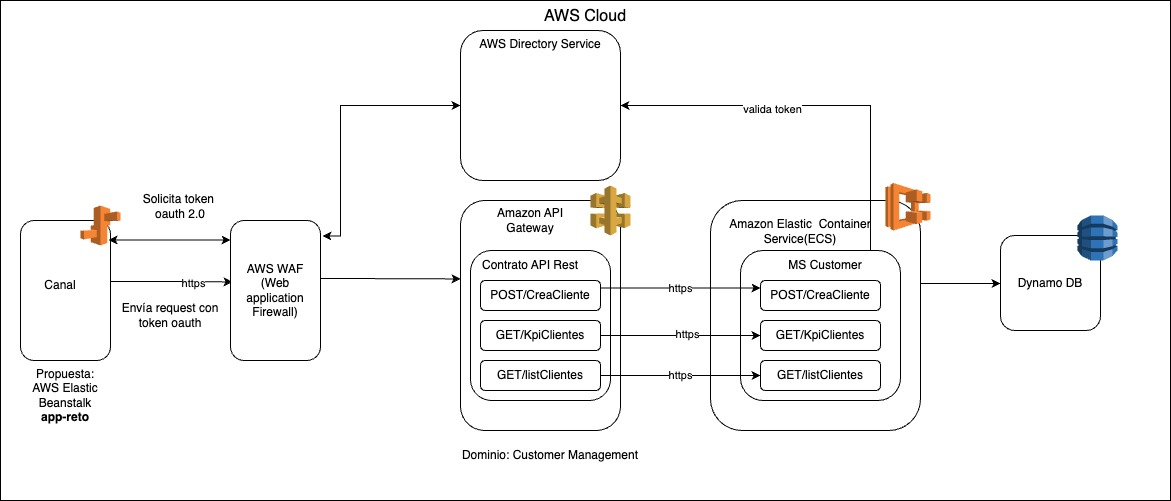 AWS Cloud
AWS Directory Service
valida token
Solicita token
oauth 2.0
Canal
https
Envía request con
token oauth
Propuesta:
AWS Elastic
Beanstalk
app-reto
AWS WAF
(Web
application
Firewall)
Amazon API
Gateway
Contrato API Rest
POST/CreaCliente
GET/KpiClientes
GET/listClientes
https
https
https
Amazon Elastic Container
Service(ECS)
MS Customer
POST/CreaCliente
GET/KpiClientes
GET/listClientes
Dynamo DB
Dominio: Customer Management